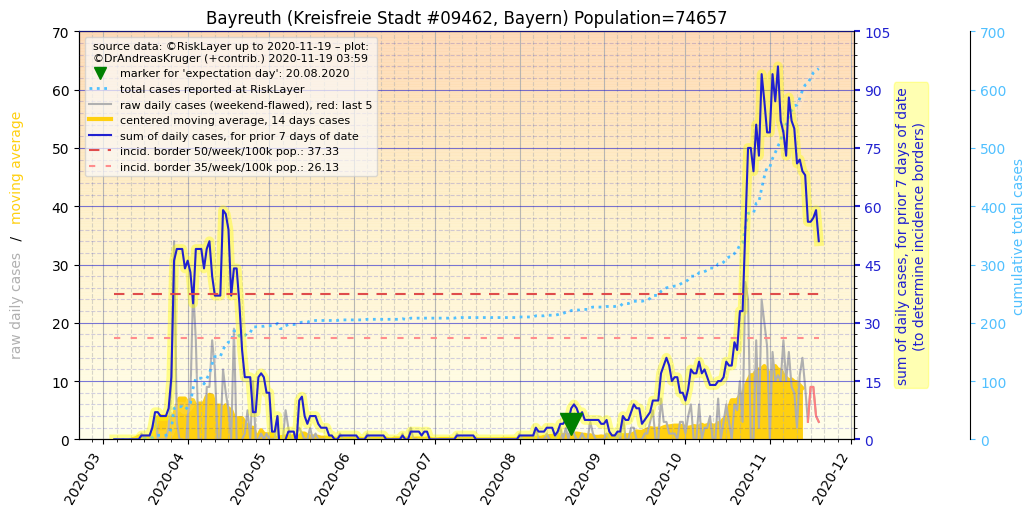 Bayreuth (Kreisfreie Stadt #09462, Bayern) Population=74657
source data: ©RiskLayer up to 2020-11-19 – plot:
©DrAndreasKruger (+contrib.) 2020-11-19 03:59
marker for 'expectation day': 20.08.2020
total cases reported at RiskLayer
raw daily cases (weekend-flawed), red: last 5
centered moving average, 14 days cases
sum of daily cases, for prior 7 days of date
incid. border 50/week/100k pop.: 37.33
incid. border 35/week/100k pop.: 26.13
raw daily cases / moving average
70
60
50
40
30
20
10
0
2020-03
2020-04
2020-05
2020-06
2020-07
2020-08
2020-09
2020-10
2020-11
2020-12
105
90
75
60
45
30
15
0
sum of daily cases, for prior 7 days of date
(to determine incidence borders)
700
600
500
400
300
200
100
0
cumulative total cases